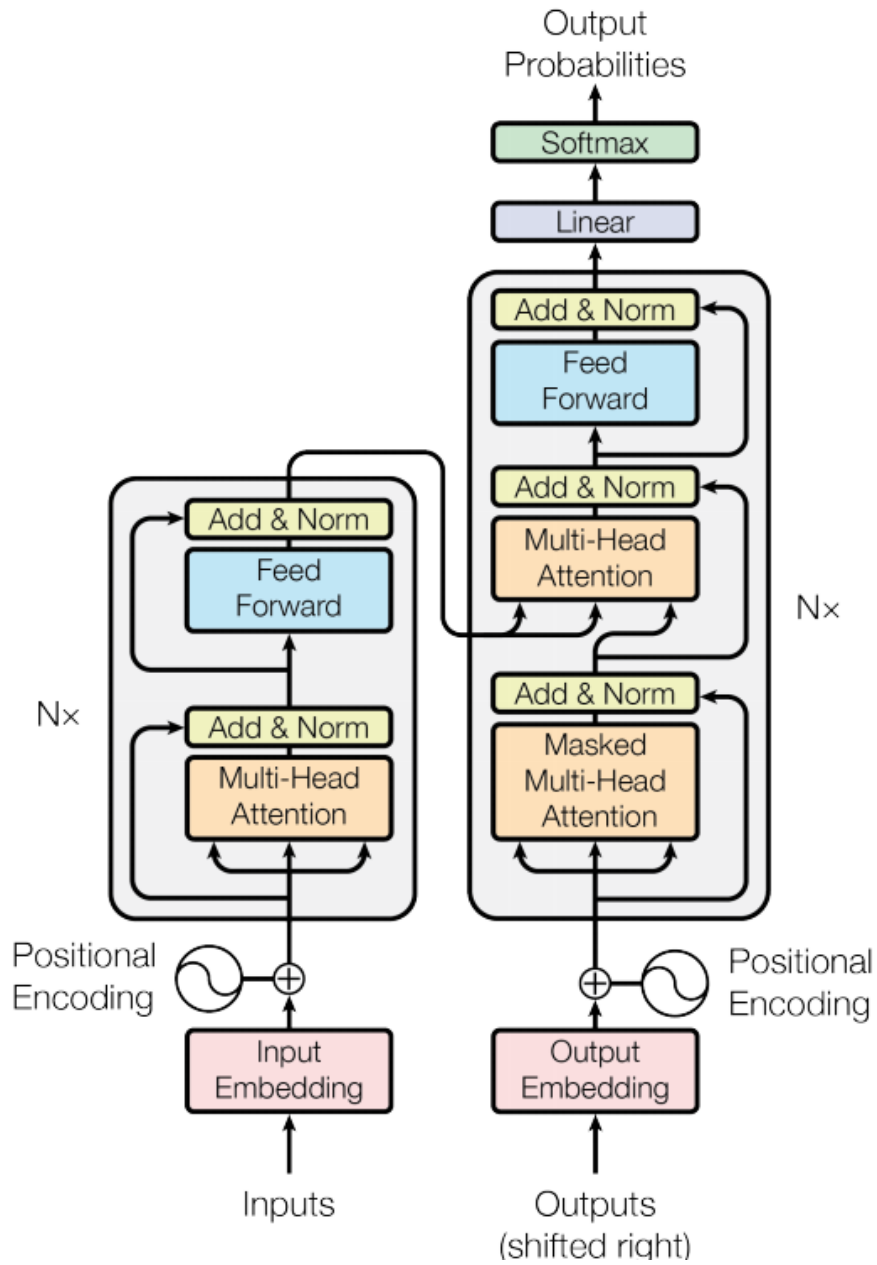 Output
Probabilities
Softmax
Linear
Add & Norm
Feed
Forward
Add & Norm
Multi-Head
Attention
Add & Norm
Masked
Multi-Head
Attention
Nx
Add & Norm
Feed
Forward
Add & Norm
Multi-Head
Attention
Nx
Positional
Encoding
Positional
Encoding
Input
Embedding
Output
Embedding
Inputs
Outputs
(shifted right)